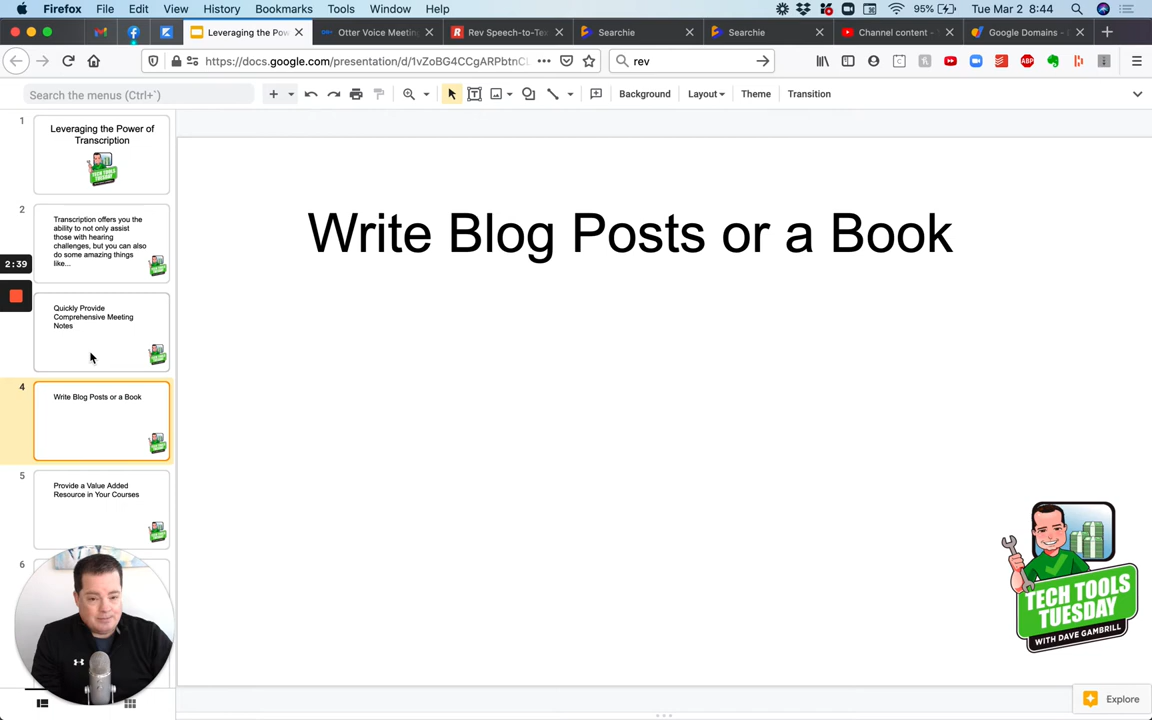 Firefox File Edit View History Bookmarks Tools Window Help 95% Tue Mar 2 8:44
Leveraging the Pow Otter Voice Meeting Rev Speech-to-Tex Searchie Searchie Channel content - Google Domains -
https://docs.google.com/presentation/d/1vZoBG4CCgARPbtnCL rev
ABP
Search the menus (Ctrl+`) Background Layout Theme Transition
1
Leveraging the Power of
Transcription
2
Transcription offers you the
ability to not only assist
those with hearing
challenges, but you can also
do some amazing things
like...
2:39
Quickly Provide
Comprehensive Meeting
Notes
4
Write Blog Posts or a Book
5
Provide a Value Added
Resource in Your Courses
6
Write Blog Posts or a Book
TECH TOOLS
TUESDAY
WITH DAVE GAMBRILL
Explore